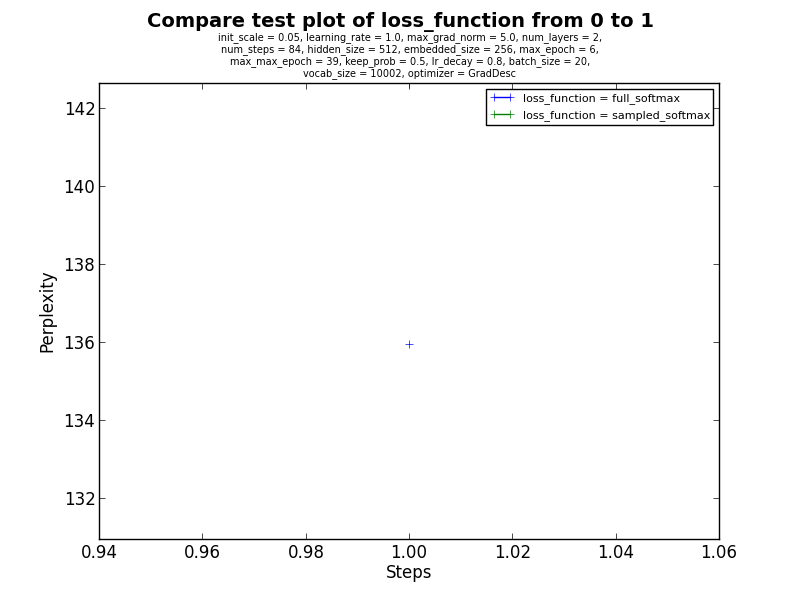 Compare test plot of loss_function from 0 to 1
init_scale = 0.05, learning_rate = 1.0, max_grad_norm = 5.0, num_layers = 2,
num_steps = 84, hidden_size = 512, embedded_size = 256, max_epoch = 6,
max_max_epoch = 39, keep_prob = 0.5, lr_decay = 0.8, batch_size = 20,
vocab_size = 10002, optimizer = GradDesc
loss_function = full_softmax
loss_function = sampled_softmax
142
140
138
136
134
132
Perplexity
0.94 0.96 0.98 1.00 1.02 1.04 1.06
Steps